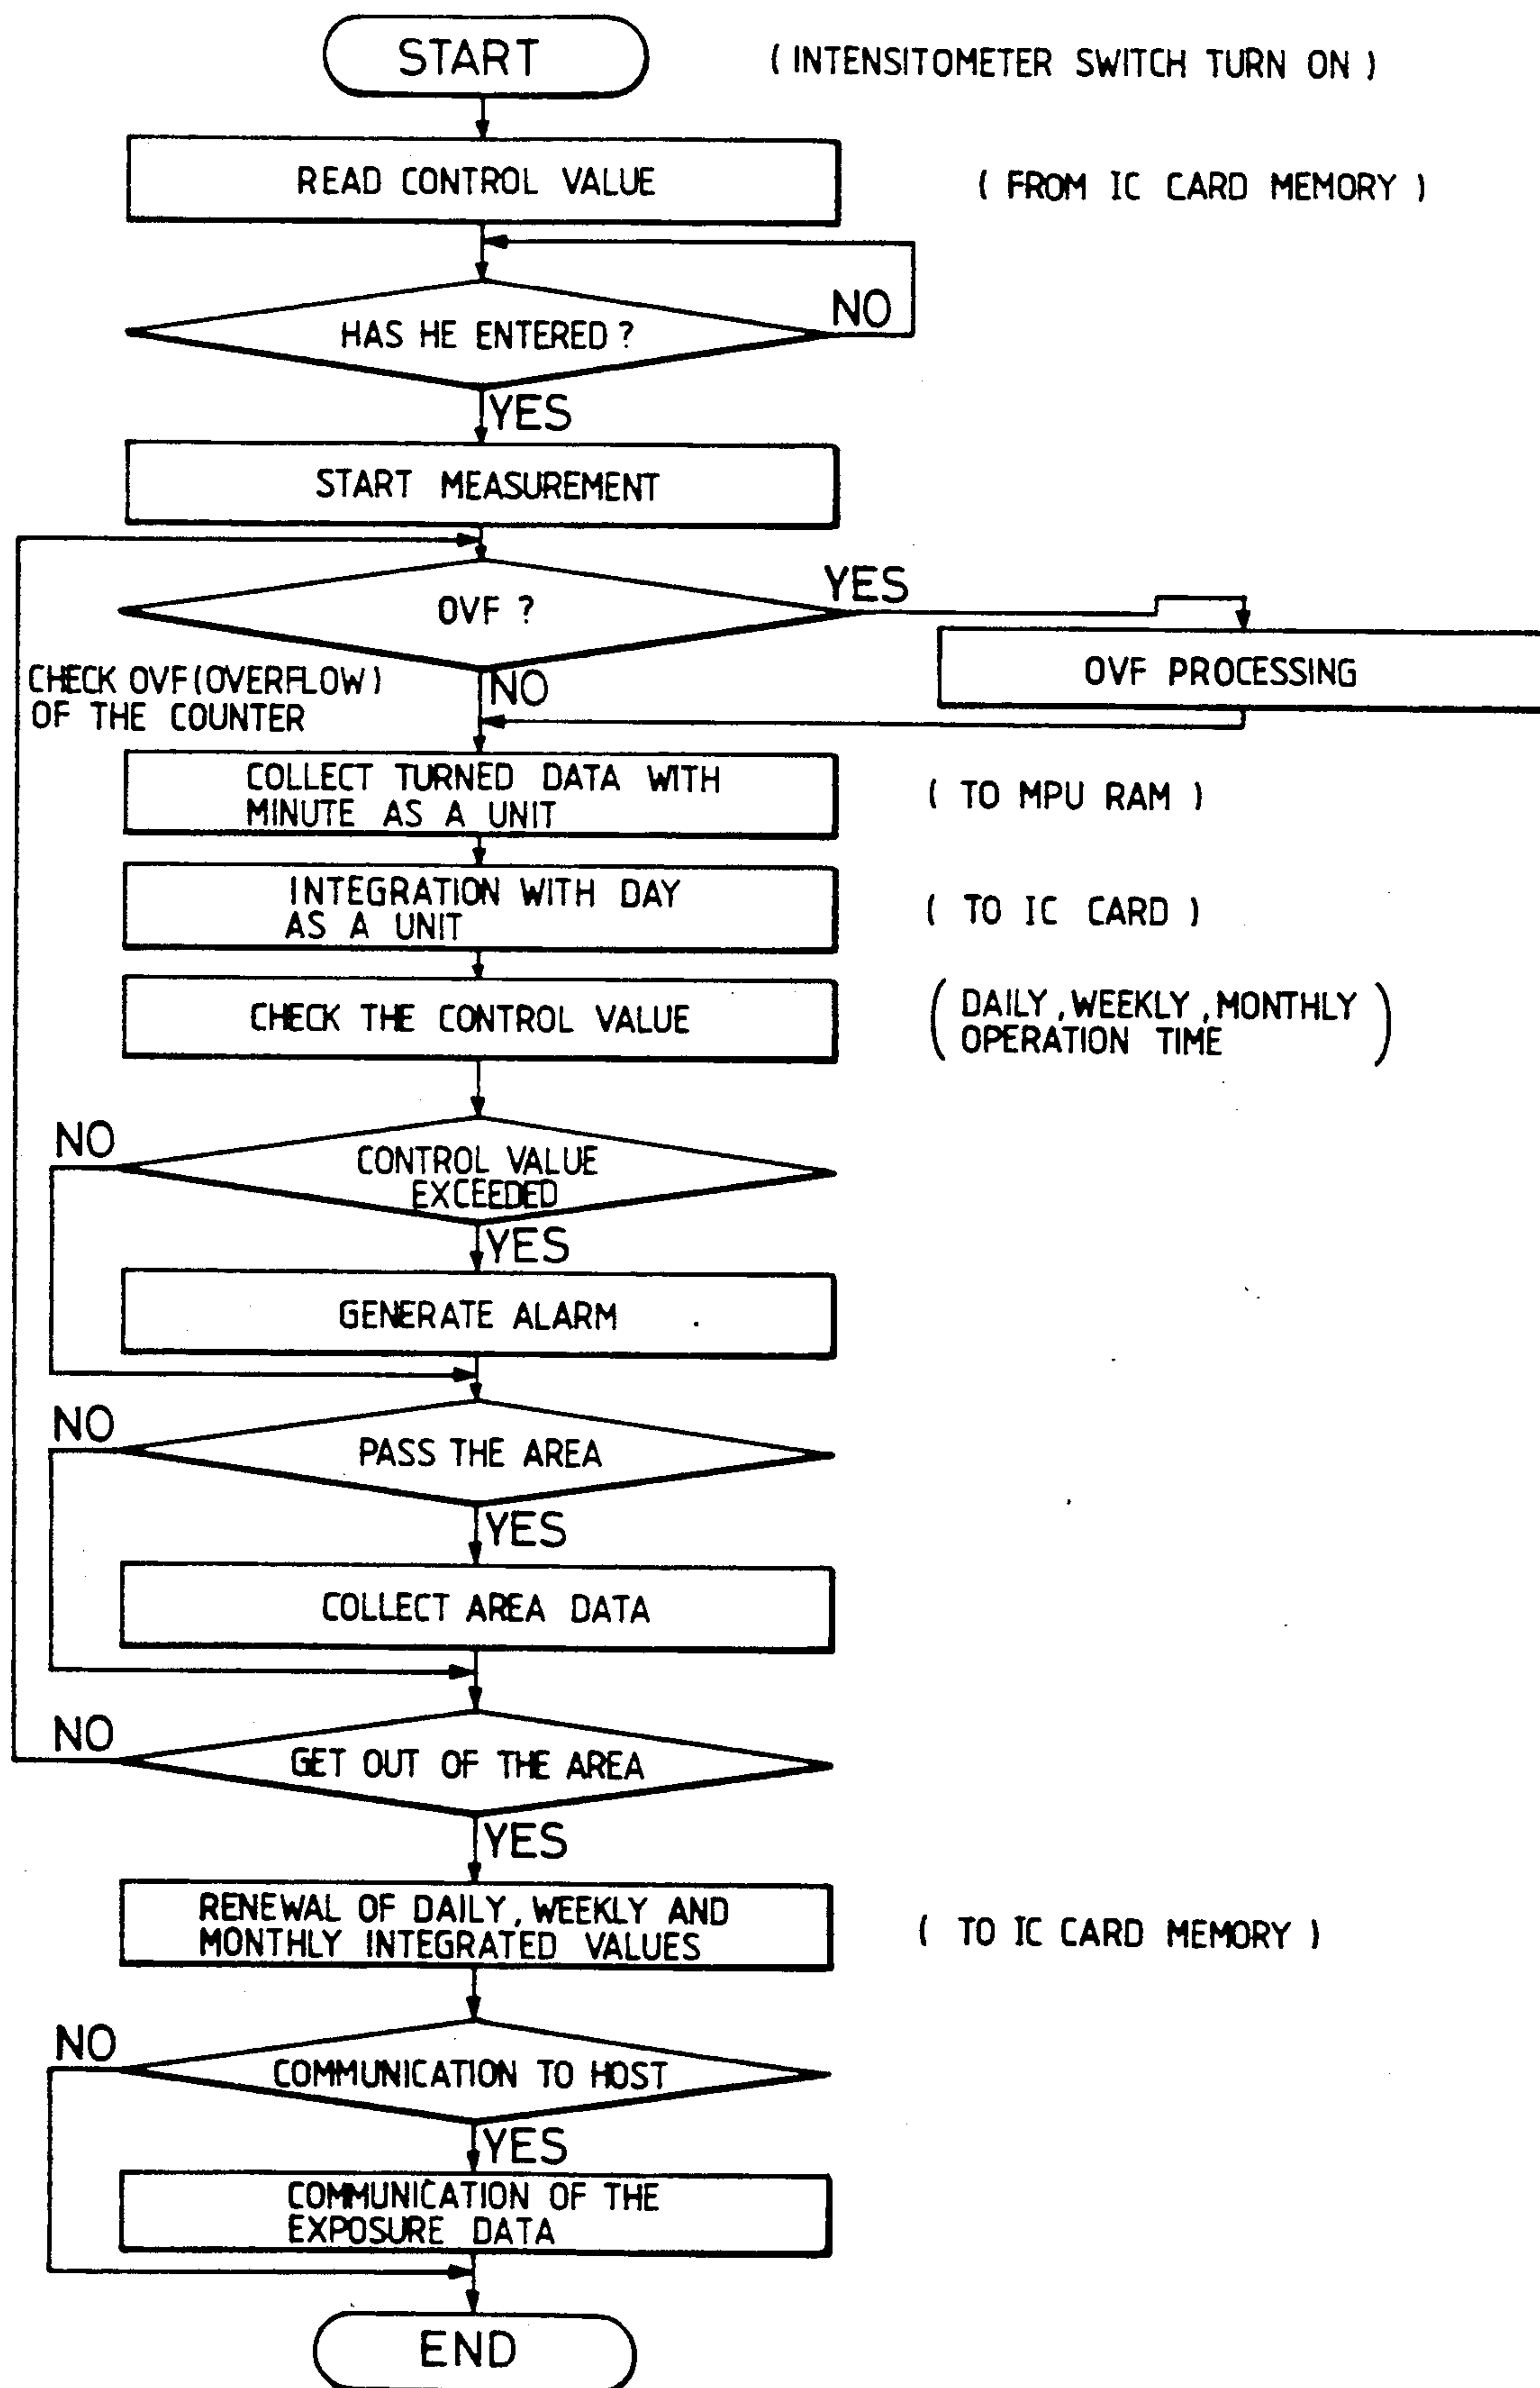 START
( INTENSITOMETER SWITCH TURN ON )
READ CONTROL VALUE
( FROM IC CARD MEMORY )
NO
HAS HE ENTERED ?
YES
START MEASUREMENT
YES
OVF ?
OVF PROCESSING
CHECK OVF (OVERFLOW)
OF THE COUNTER
NO
COLLECT TURNED DATA WITH
MINUTE AS A UNIT
( TO MPU RAM )
INTEGRATION WITH DAY
AS A UNIT
( TO IC CARD )
CHECK THE CONTROL VALUE
( DAILY, WEEKLY, MONTHLY
OPERATION TIME )
NO
CONTROL VALUE
EXCEEDED
YES
GENERATE ALARM
NO
PASS THE AREA
YES
COLLECT AREA DATA
NO
GET OUT OF THE AREA
YES
RENEWAL OF DAILY, WEEKLY AND
MONTHLY INTEGRATED VALUES
( TO IC CARD MEMORY )
NO
COMMUNICATION TO HOST
YES
COMMUNICATION OF THE
EXPOSURE DATA
END